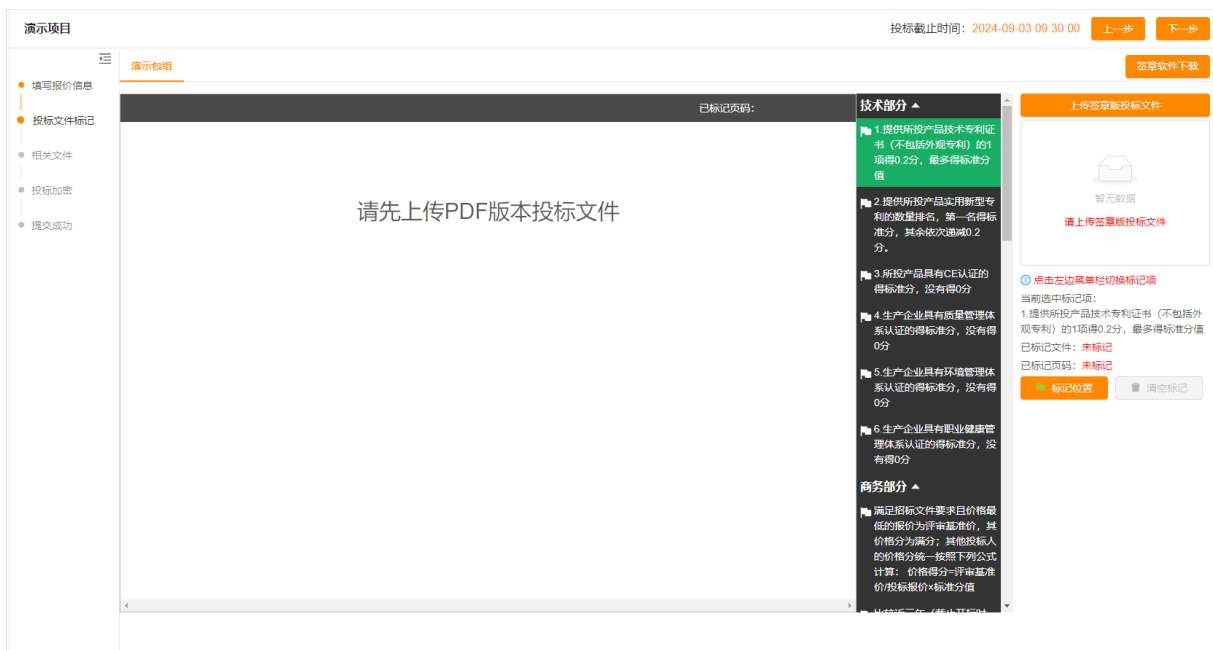 演示项目
投标截止时间：2024-09-03 09:30:00
上一步
下一步
演示包组
签章软件下载
填写报价信息
投标文件标记
相关文件
投标加密
提交成功
已标记页码：
请先上传PDF版本投标文件
技术部分
1.提供所投产品技术专利证
书（不包括外观专利）的1
项得0.2分，最多得标准分
值
2.提供所投产品实用新型专
利的数量排名，第一名得标
准分，其余依次递减0.2
分。
3.所投产品具有CE认证的
得标准分，没有得0分
4.生产企业具有质量管理体
系认证的得标准分，没有得
0分
5.生产企业具有环境管理体
系认证的得标准分，没有得
0分
6.生产企业具有职业健康管
理体系认证的得标准分，没
有得0分
商务部分
满足招标文件要求且价格最
低的报价为评审基准价，其
价格分为满分；其他投标人
的价格分统一按照下列公式
计算： 价格得分=评审基准
价/投标报价×标准分值
上传签章版投标文件
暂无数据
请上传签章版投标文件
点击左边菜单栏切换标记项
当前选中标记项：
1.提供所投产品技术专利证书（不包括外
观专利）的1项得0.2分，最多得标准分值
已标记文件：未标记
已标记页码：未标记
标记位置
清空标记